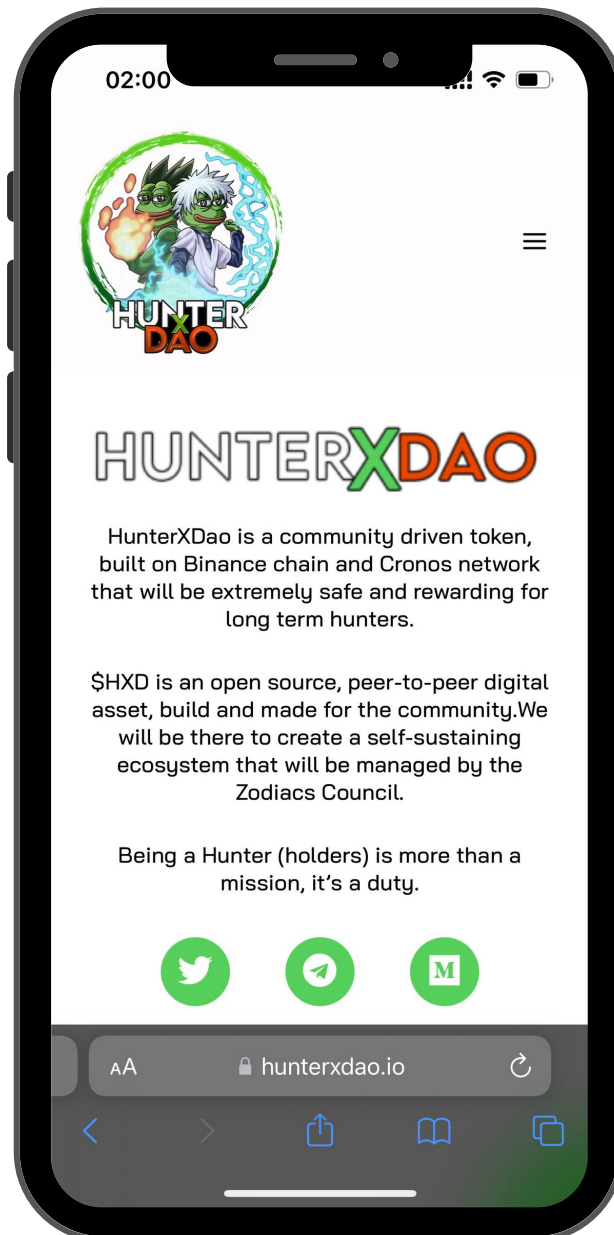 02:00
HUNTER
X
DAO
HUNTERXDAO
HunterXDao is a community driven token,
built on Binance chain and Cronos network
that will be extremely safe and rewarding for
long term hunters.
$HXD is an open source, peer-to-peer digital
asset, build and made for the community.We
will be there to create a self-sustaining
ecosystem that will be managed by the
Zodiacs Council.
Being a Hunter (holders) is more than a
mission, it's a duty.
M
AA hunterxdao.io